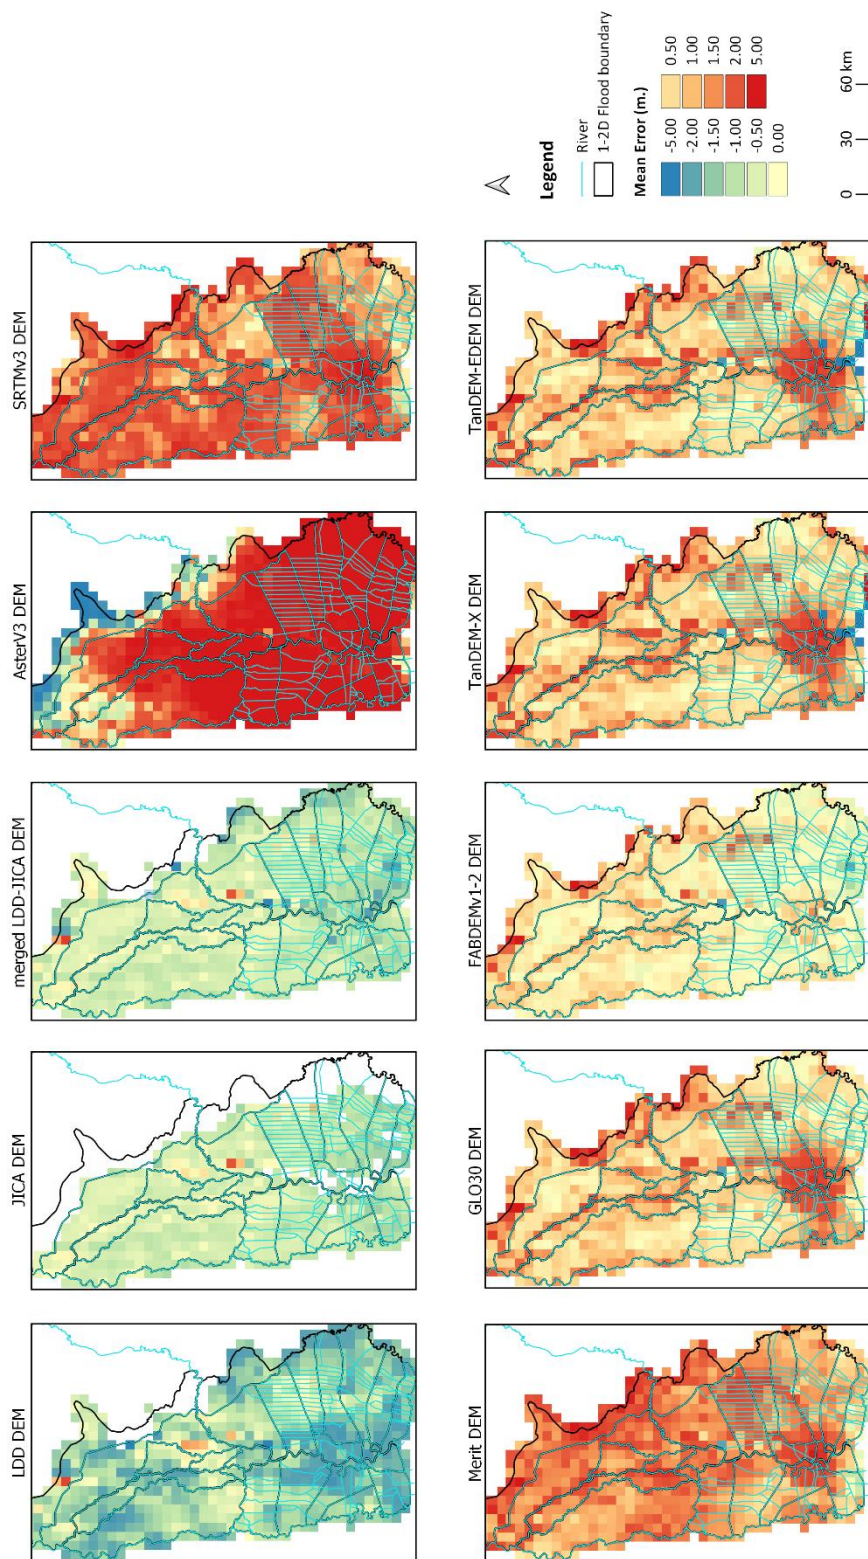 LDD DEM
JICA DEM
merged LDD-JICA DEM
AsterV3 DEM
SRTMv3 DEM
Merit DEM
GLO30 DEM
FABDEMv1-2 DEM
TanDEM-X DEM
TanDEM-EDEM DEM
Legend
River
1-2D Flood boundary
Mean Error (m.)
-5.00 0.50
-2.00 1.00
-1.50 1.50
-1.00 2.00
-0.50 5.00
0.00
0 30 60 km